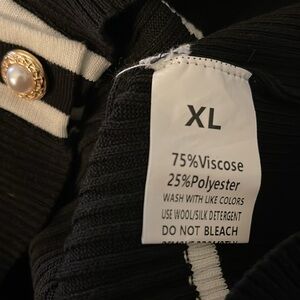 XL
75%Viscose
25%Polyester
WASH WITH LIKE COLORS
USE WOOL/SILK DETERGENT
DO NOT BLEACH